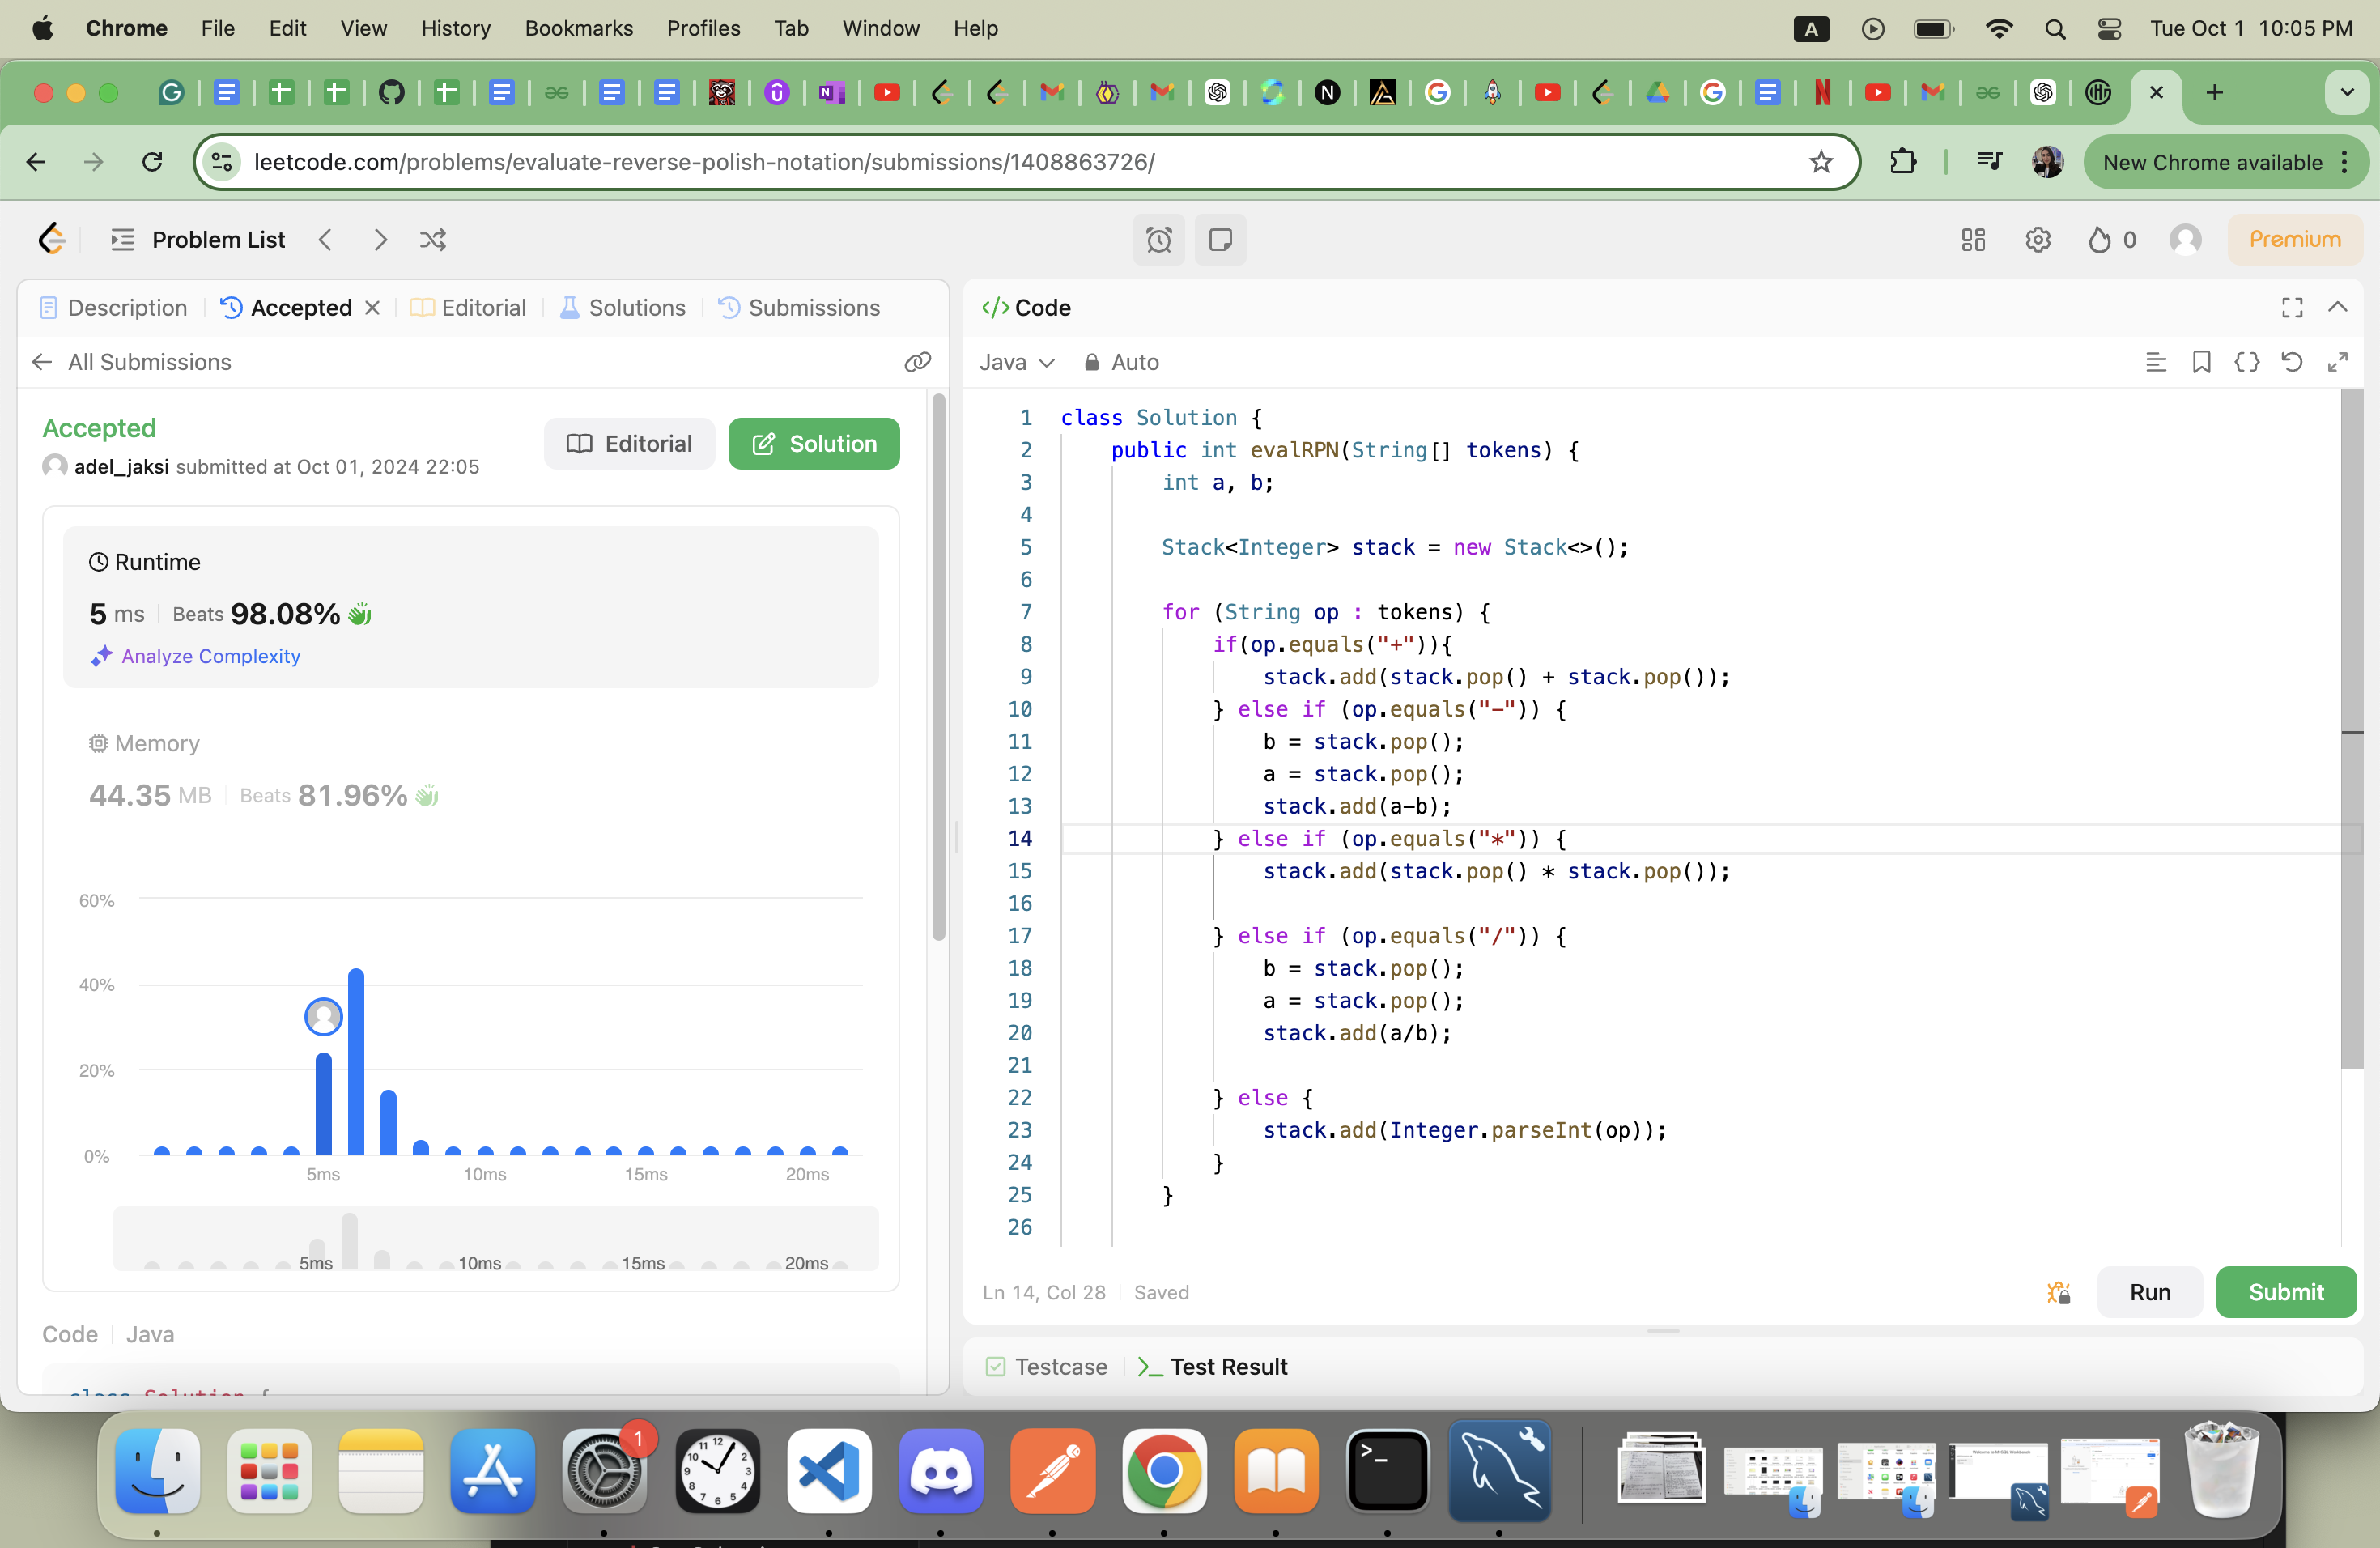 Chrome File Edit View History Bookmarks Profiles Tab Window Help A Tue Oct 1 10:05 PM
leetcode.com/problems/evaluate-reverse-polish-notation/submissions/1408863726/ New Chrome available
Problem List 0 Premium
Description Accepted Editorial Solutions Submissions
All Submissions
Accepted
adel_jaksi submitted at Oct 01, 2024 22:05
Editorial Solution
Runtime
5 ms Beats 98.08%
Analyze Complexity
Memory
44.35 MB Beats 81.96%
60%
40%
20%
0%
5ms 10ms 15ms 20ms
5ms 10ms 15ms 20ms
Code Java
class Solution {
</> Code
Java Auto
1 class Solution {
2 public int evalRPN(String[] tokens) {
3 int a, b;
4
5 Stack<Integer> stack = new Stack<>();
6
7 for (String op : tokens) {
8 if(op.equals("+")){
9 stack.add(stack.pop() + stack.pop());
10 } else if (op.equals("-")) {
11 b = stack.pop();
12 a = stack.pop();
13 stack.add(a-b);
14 } else if (op.equals("*")) {
15 stack.add(stack.pop() * stack.pop());
16
17 } else if (op.equals("/")) {
18 b = stack.pop();
19 a = stack.pop();
20 stack.add(a/b);
21
22 } else {
23 stack.add(Integer.parseInt(op));
24 }
25 }
26
Ln 14, Col 28 Saved
Run Submit
Testcase >_ Test Result
1